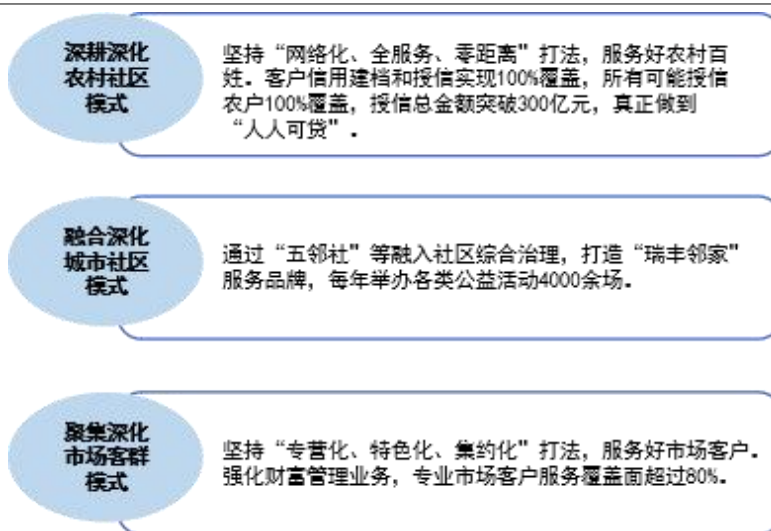 深耕深化
农村社区
模式
坚持“网络化、全服务、零距离”打法，服务好农村百
姓。客户信用建档和授信实现100%覆盖，所有可能授信
农户100%覆盖，授信总金额突破300亿元，真正做到
“人人可贷”.
融合深化
城市社区
模式
通过“五邻社”等融入社区综合治理，打造“瑞丰邻家”
服务品牌，每年举办各类公益活动4000余场.
聚集深化
市场客群
模式
坚持“专营化、特色化、集约化”打法，服务好市场客户.
强化财富管理业务，专业市场客户服务覆盖面超过80%.